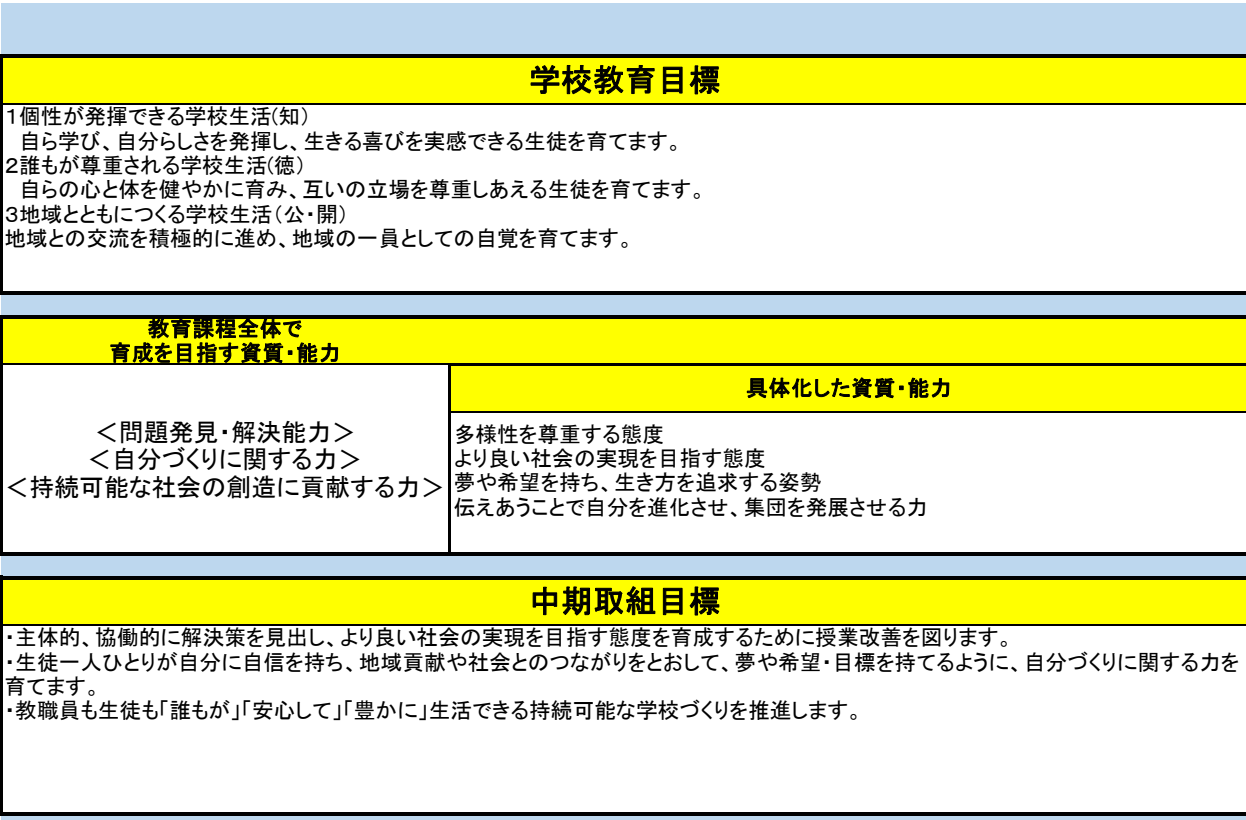 学校教育目標
１個性が発揮できる学校生活(知)
自ら学び、自分らしさを発揮し、生きる喜びを実感できる生徒を育てます。
２誰もが尊重される学校生活(徳)
自らの心と体を健やかに育み、互いの立場を尊重しあえる生徒を育てます。
３地域とともにつくる学校生活（公・開）
地域との交流を積極的に進め、地域の一員としての自覚を育てます。
教育課程全体で
育成を目指す資質・能力
＜問題発見・解決能力＞
＜自分づくりに関する力＞
＜持続可能な社会の創造に貢献する力＞
具体化した資質・能力
多様性を尊重する態度
より良い社会の実現を目指す態度
夢や希望を持ち、生き方を追求する姿勢
伝えあうことで自分を進化させ、集団を発展させる力
中期取組目標
・主体的、協働的に解決策を見出し、より良い社会の実現を目指す態度を育成するために授業改善を図ります。
・生徒一人ひとりが自分に自信を持ち、地域貢献や社会とのつながりをとおして、夢や希望・目標を持てるように、自分づくりに関する力を
育てます。
・教職員も生徒も「誰もが」「安心して」「豊かに」生活できる持続可能な学校づくりを推進します。